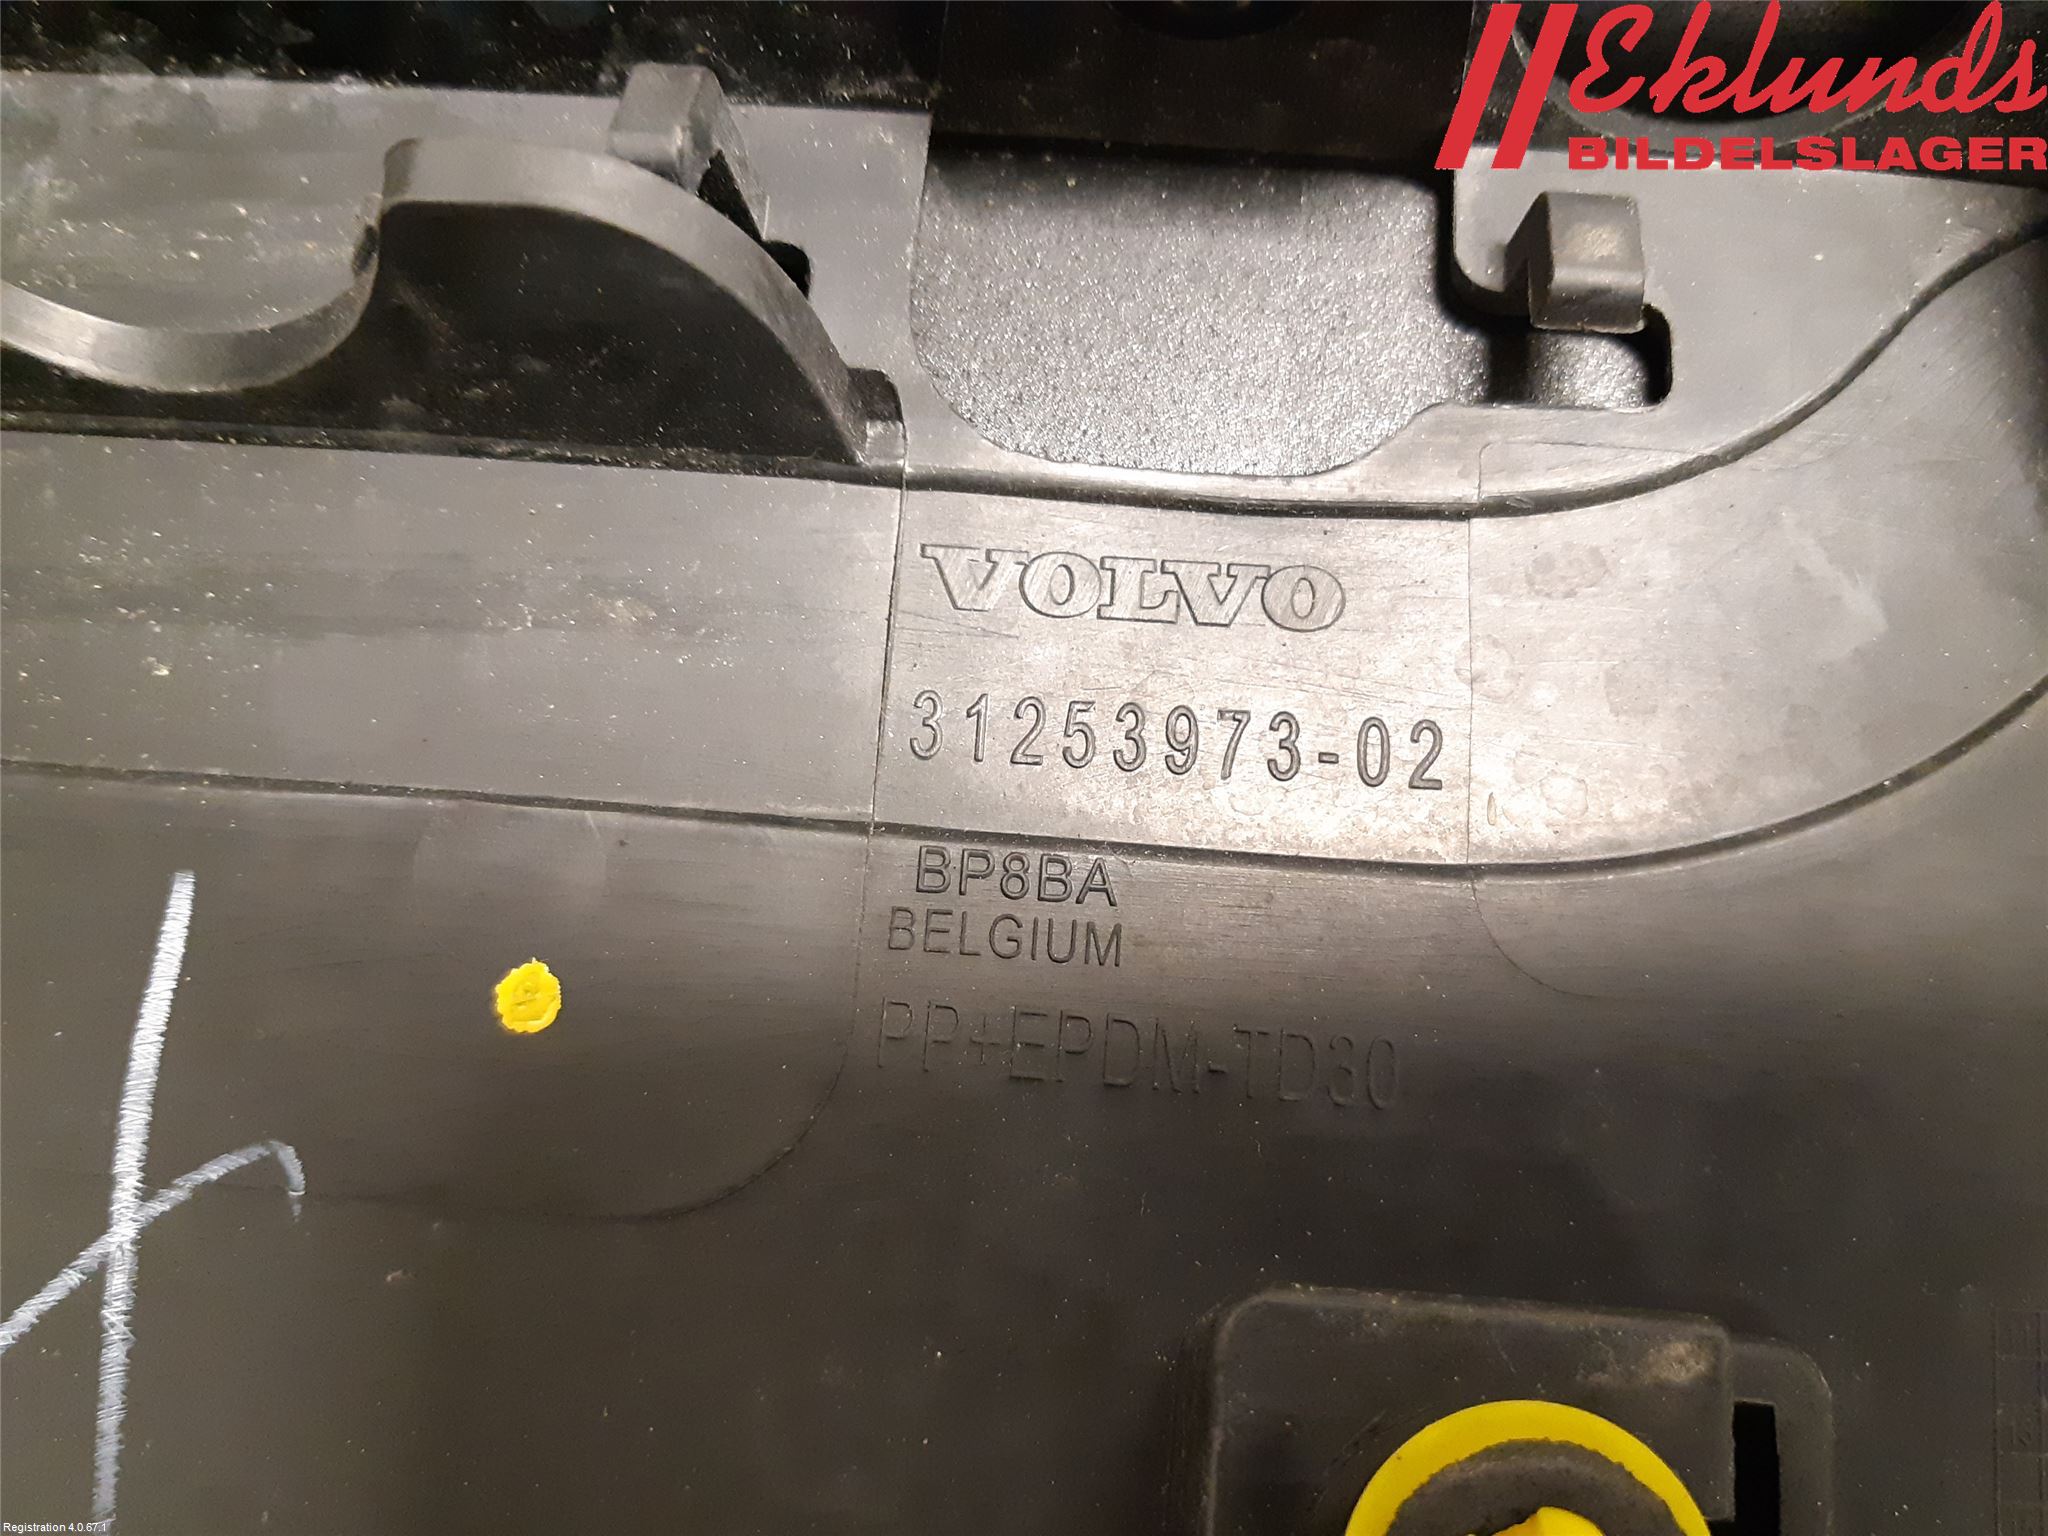 Eklunds
BILDELSLAGER
VOLVO
31253973-02
BP8BA
BELGIUM
PP+EPDM-TD30
Registration 4.0.67.1